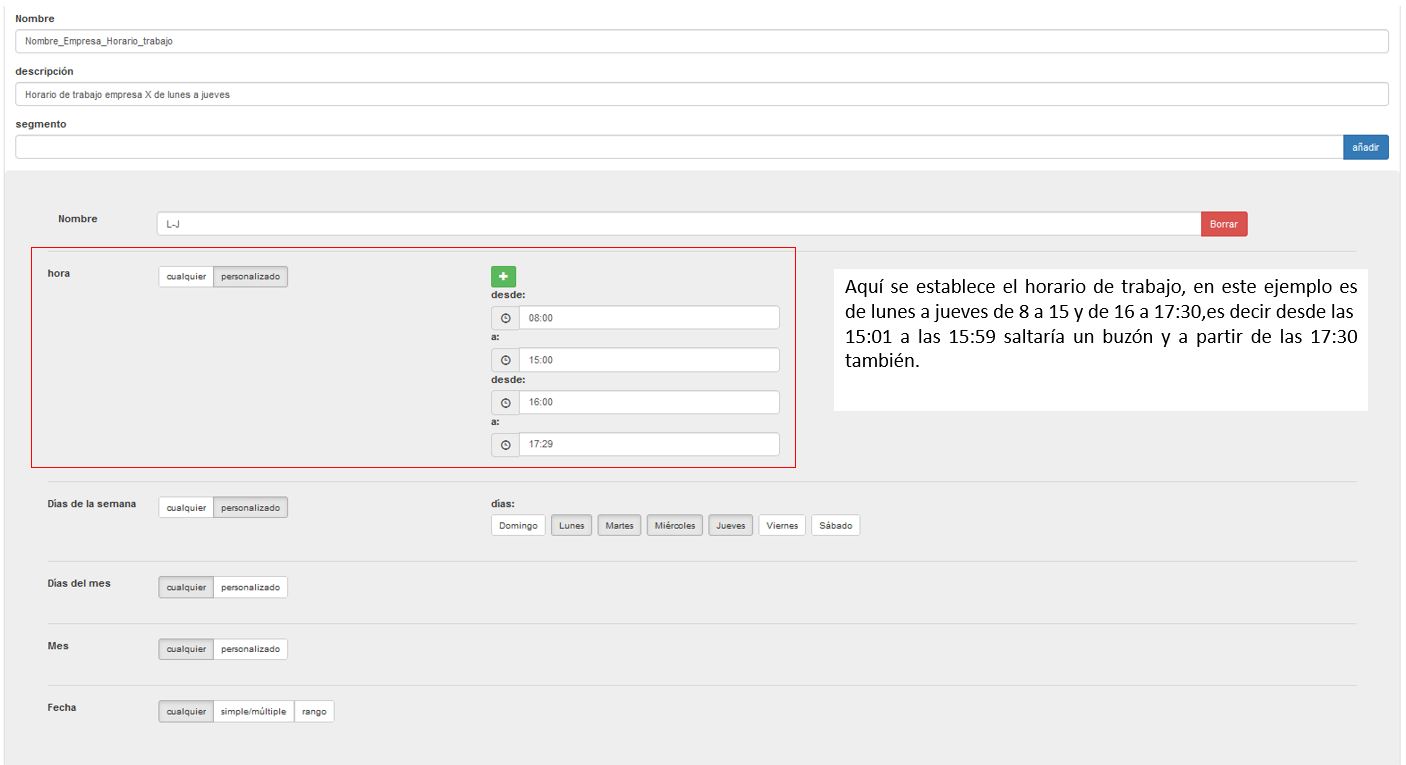 Nombre
Nombre_Empresa_Horario_trabajo
descripción
Horario de trabajo empresa X de lunes a jueves
segmento
añadir
Nombre
L-J
Borrar
hora
cualquier personalizado
desde:
08:00
a:
15:00
desde:
16:00
a:
17:29
Aquí se establece el horario de trabajo, en este ejemplo es
de lunes a jueves de 8 a 15 y de 16 a 17:30,es decir desde las
15:01 a las 15:59 saltaría un buzón y a partir de las 17:30
también.
Días de la semana
cualquier personalizado
días:
Domingo Lunes Martes Miércoles Jueves Viernes Sábado
Días del mes
cualquier personalizado
Mes
cualquier personalizado
Fecha
cualquier simple/múltiple rango